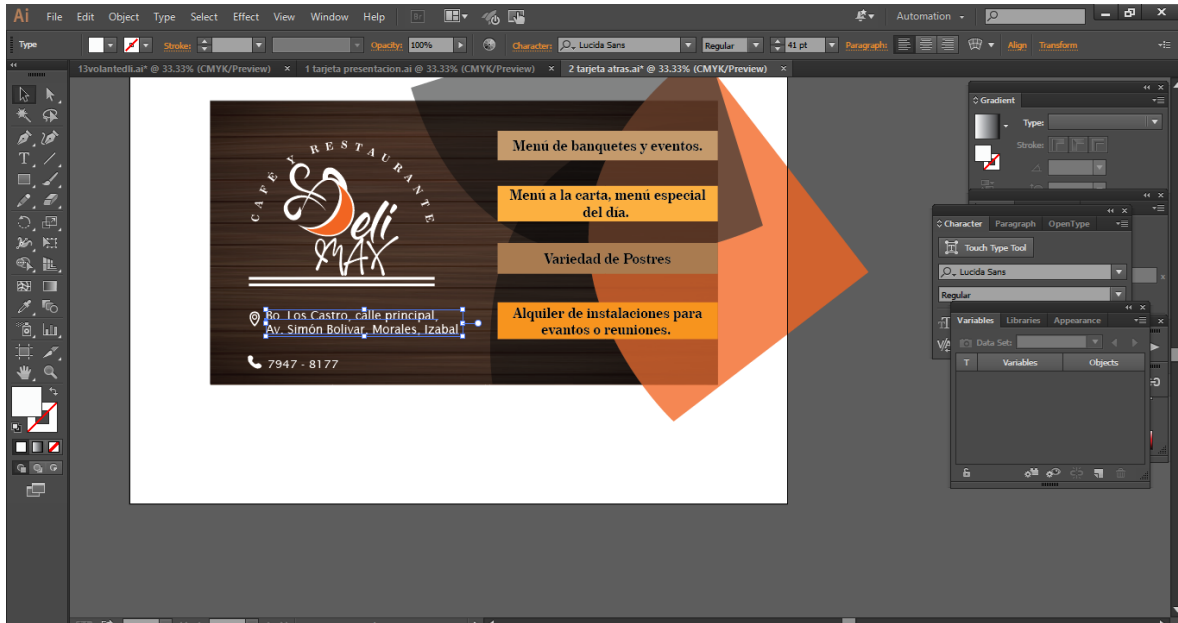 Ai File Edit Object Type Select Effect View Window Help Br Automation
Type Stroke: Opacity: 100% Character: Lucida Sans Regular 41 pt Paragraph: Align Transform
13volantedli.ai* @ 33.33% (CMYK/Preview) × 1 tarjeta presentacion.ai @ 33.33% (CMYK/Preview) × 2 tarjeta atras.ai* @ 33.33% (CMYK/Preview) ×
CAFÉ Y RESTAURANTE
Deli
MAX
Bo. Los Castro, calle principal,
Av. Simón Bolivar, Morales, Izabal
7947 - 8177
Menú de banquetes y eventos.
Menú a la carta, menú especial
del día.
Variedad de Postres
Alquiler de instalaciones para
evantos o reuniones.
Gradient
Type:
Stroke:
Character Paragraph OpenType
Touch Type Tool
Lucida Sans
Regular
Variables Libraries Appearance
Data Set:
T Variables Objects